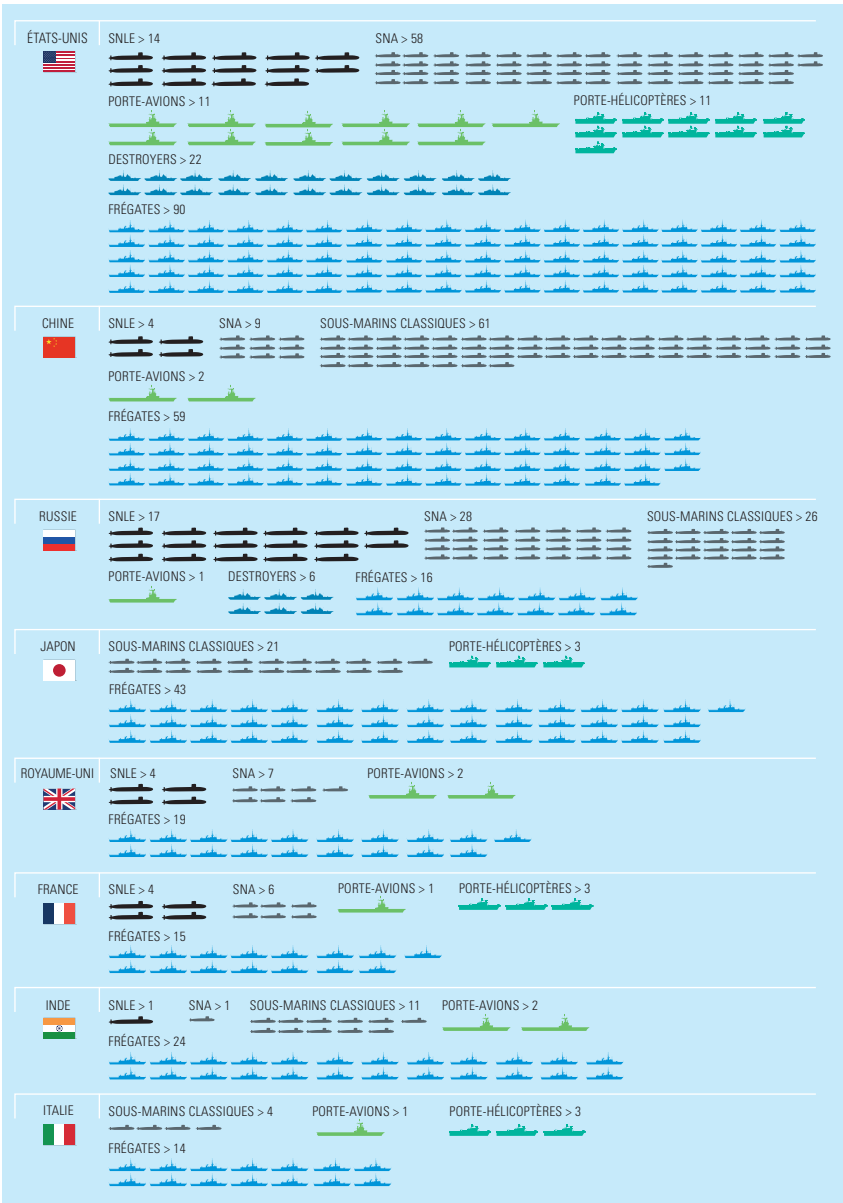 ÉTATS-UNIS
SNLE > 14
SNA > 58
PORTE-AVIONS > 11
PORTE-HÉLICOPTÈRES > 11
DESTROYERS > 22
FRÉGATES > 90
CHINE
SNLE > 4
SNA > 9
SOUS-MARINS CLASSIQUES > 61
PORTE-AVIONS > 2
FRÉGATES > 59
RUSSIE
SNLE > 17
SNA > 28
SOUS-MARINS CLASSIQUES > 26
PORTE-AVIONS > 1
DESTROYERS > 6
FRÉGATES > 16
JAPON
SOUS-MARINS CLASSIQUES > 21
PORTE-HÉLICOPTÈRES > 3
FRÉGATES > 43
ROYAUME-UNI
SNLE > 4
SNA > 7
PORTE-AVIONS > 2
FRÉGATES > 19
FRANCE
SNLE > 4
SNA > 6
PORTE-AVIONS > 1
PORTE-HÉLICOPTÈRES > 3
FRÉGATES > 15
INDE
SNLE > 1
SNA > 1
SOUS-MARINS CLASSIQUES > 11
PORTE-AVIONS > 2
FRÉGATES > 24
ITALIE
SOUS-MARINS CLASSIQUES > 4
PORTE-AVIONS > 1
PORTE-HÉLICOPTÈRES > 3
FRÉGATES > 14